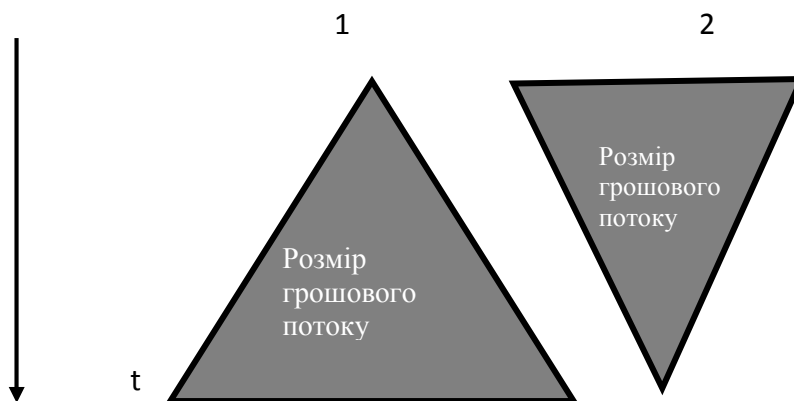 1
2
Розмір
грошового
потоку
Розмір
грошового
потоку
t